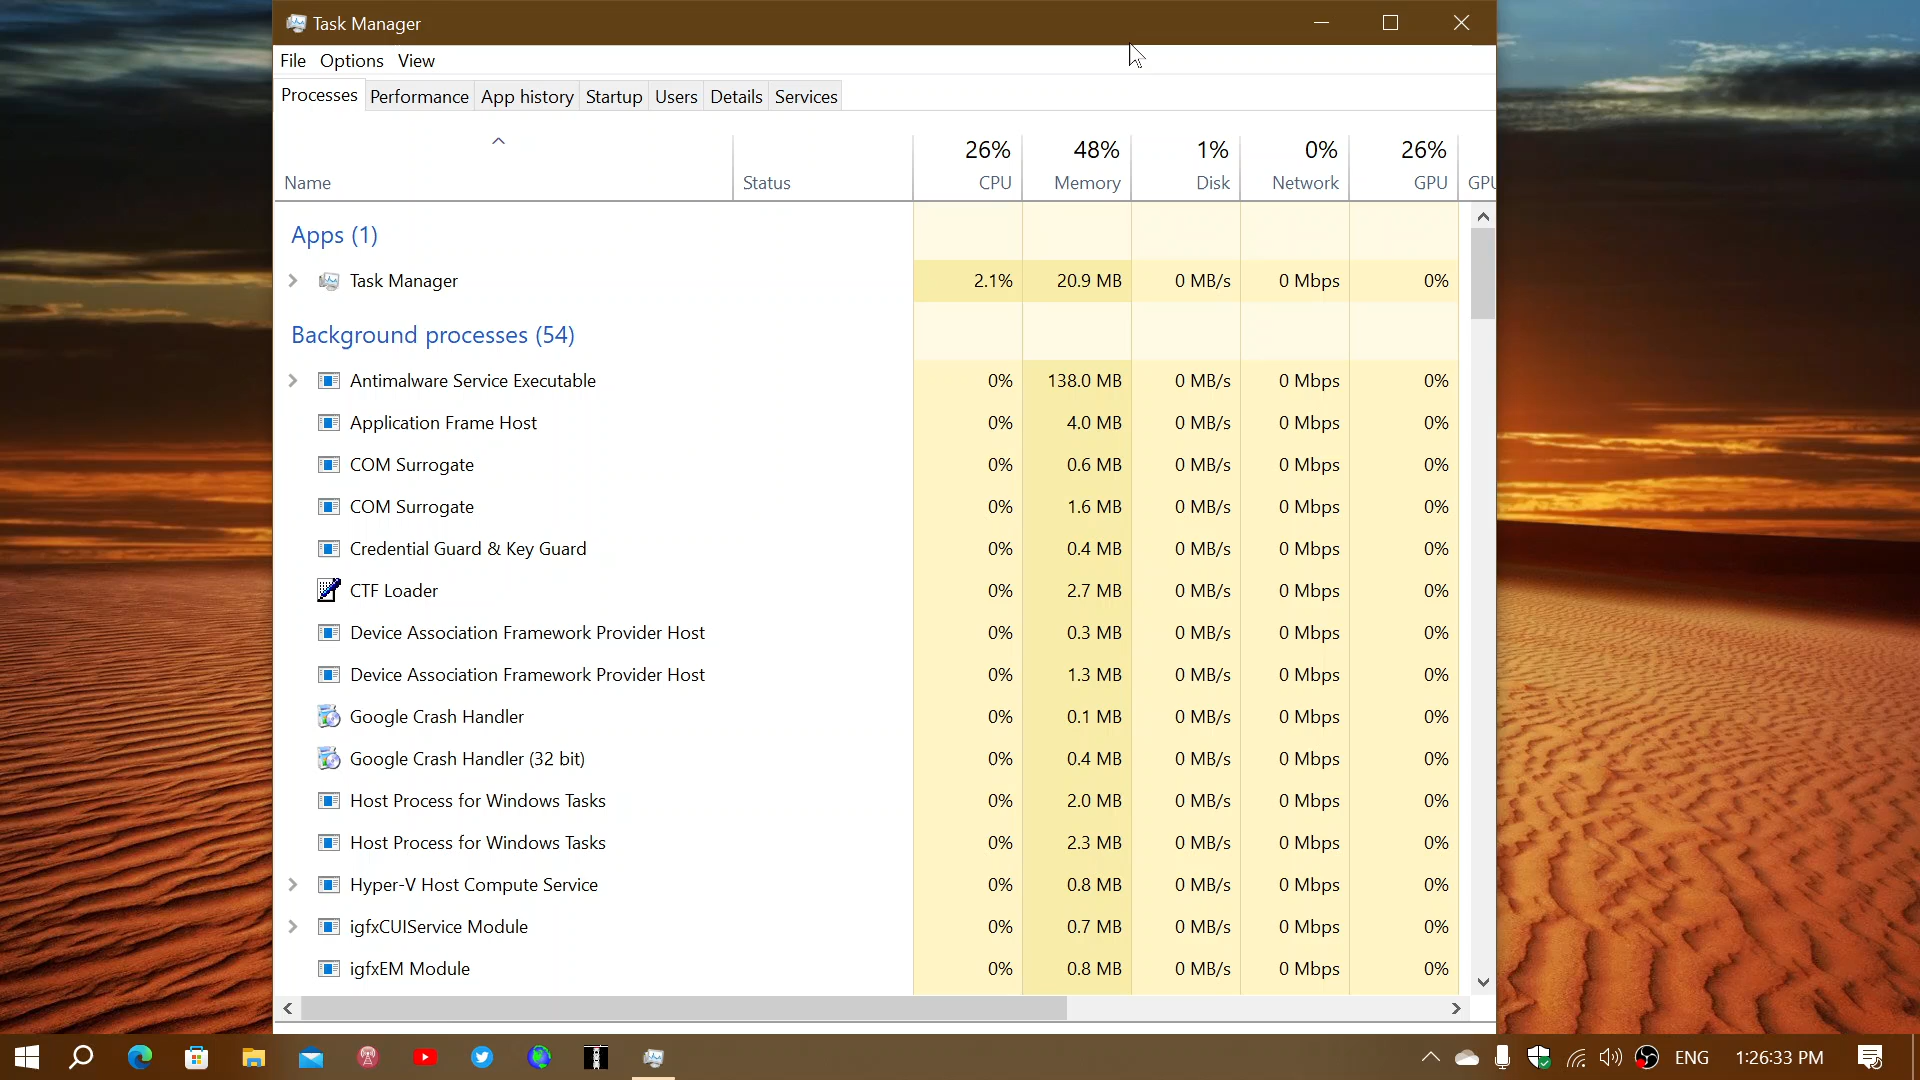 Task Manager
File Options View
Processes Performance App history Startup Users Details Services
26% 48% 1% 0% 26%
Name Status CPU Memory Disk Network GPU GPU
Apps (1)
Task Manager 2.1% 20.9 MB 0 MB/s 0 Mbps 0%
Background processes (54)
Antimalware Service Executable 0% 138.0 MB 0 MB/s 0 Mbps 0%
Application Frame Host 0% 4.0 MB 0 MB/s 0 Mbps 0%
COM Surrogate 0% 0.6 MB 0 MB/s 0 Mbps 0%
COM Surrogate 0% 1.6 MB 0 MB/s 0 Mbps 0%
Credential Guard & Key Guard 0% 0.4 MB 0 MB/s 0 Mbps 0%
CTF Loader 0% 2.7 MB 0 MB/s 0 Mbps 0%
Device Association Framework Provider Host 0% 0.3 MB 0 MB/s 0 Mbps 0%
Device Association Framework Provider Host 0% 1.3 MB 0 MB/s 0 Mbps 0%
Google Crash Handler 0% 0.1 MB 0 MB/s 0 Mbps 0%
Google Crash Handler (32 bit) 0% 0.4 MB 0 MB/s 0 Mbps 0%
Host Process for Windows Tasks 0% 2.0 MB 0 MB/s 0 Mbps 0%
Host Process for Windows Tasks 0% 2.3 MB 0 MB/s 0 Mbps 0%
Hyper-V Host Compute Service 0% 0.8 MB 0 MB/s 0 Mbps 0%
igfxCUIService Module 0% 0.7 MB 0 MB/s 0 Mbps 0%
igfxEM Module 0% 0.8 MB 0 MB/s 0 Mbps 0%
ENG 1:26:33 PM